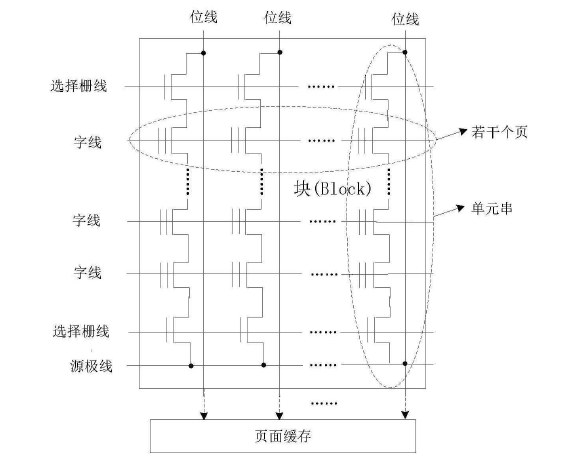 位线 位线 位线
选择栅线
字线
若干个页
块(Block)
单元串
字线
字线
选择栅线
源极线
页面缓存